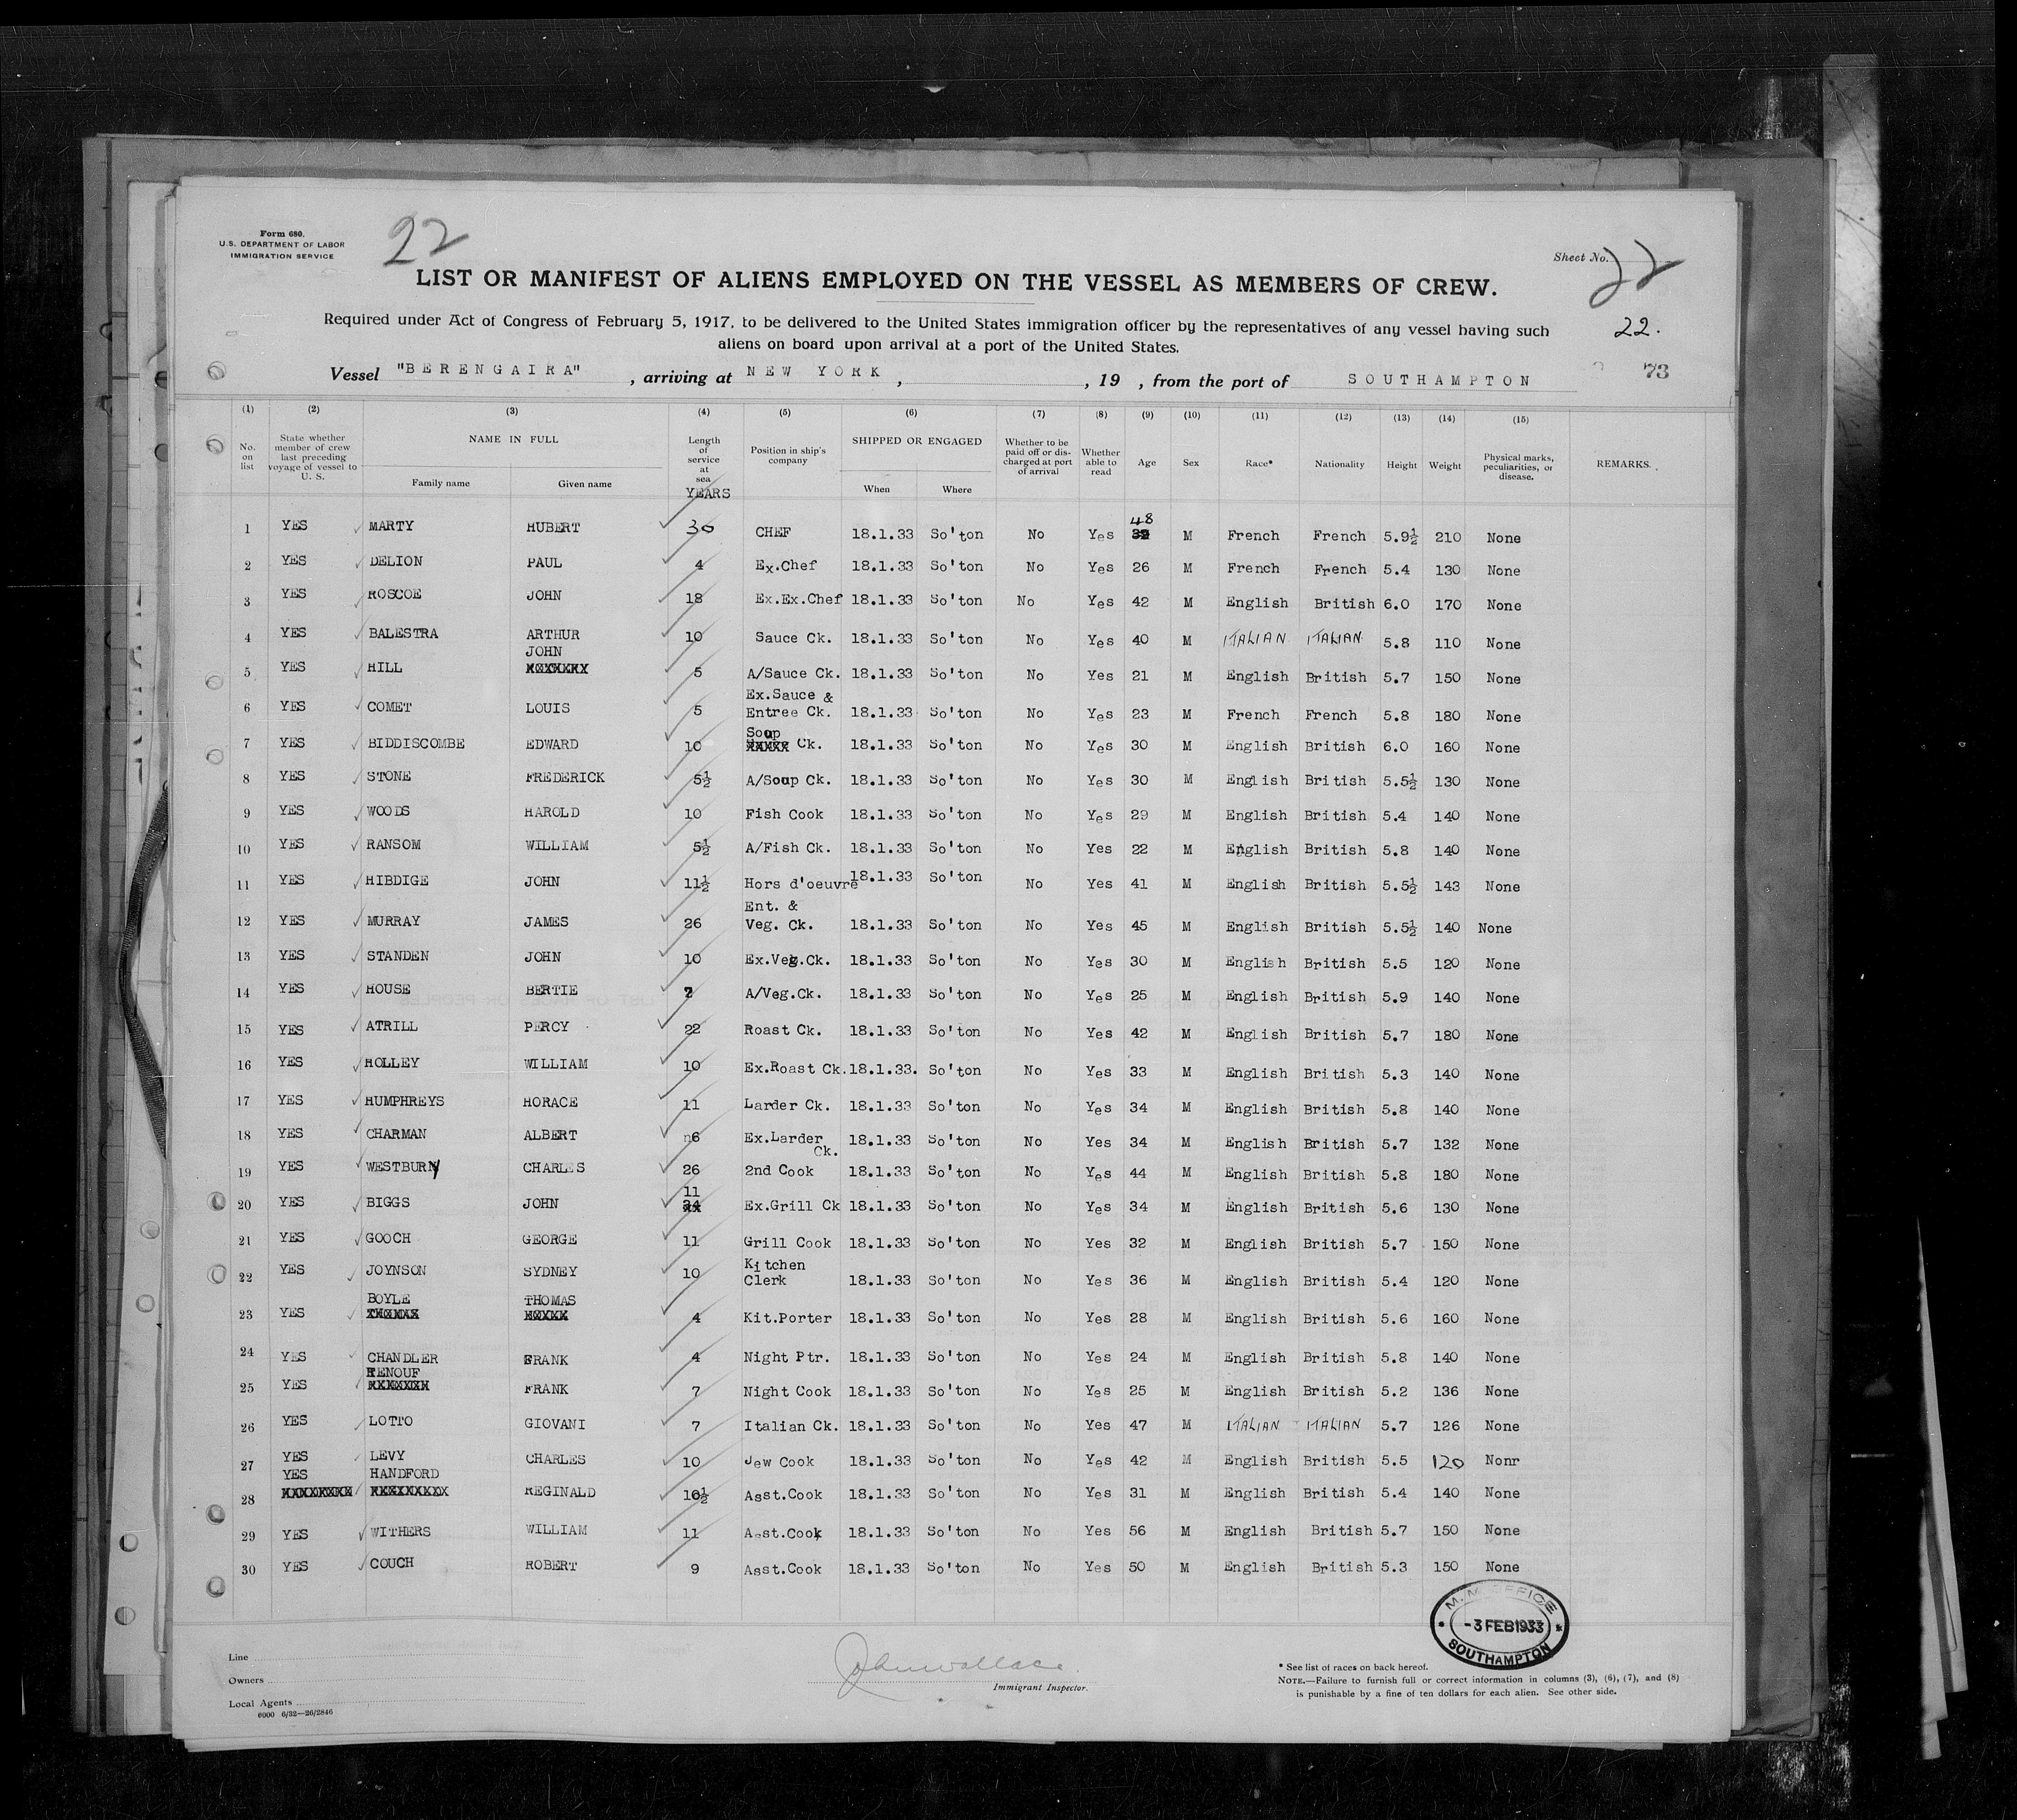 Form 680.
U.S. DEPARTMENT OF LABOR
IMMIGRATION SERVICE
22
Sheet No. 22
LIST OR MANIFEST OF ALIENS EMPLOYED ON THE VESSEL AS MEMBERS OF CREW.
Required under Act of Congress of February 5, 1917, to be delivered to the United States immigration officer by the representatives of any vessel having such
aliens on board upon arrival at a port of the United States.
22.
73
Vessel "BERENGAIRA", arriving at NEW YORK, , 19 , from the port of SOUTHAMPTON
(1) (2) (3) (4) (5) (6) (7) (8) (9) (10) (11) (12) (13) (14) (15)
No. on list State whether member of crew last preceding voyage of vessel to U. S. NAME IN FULL Family name Given name Length of service at sea YEARS Position in ship's company SHIPPED OR ENGAGED When Where Whether to be paid off or discharged at port of arrival Whether able to read Age Sex Race* Nationality Height Weight Physical marks, peculiarities, or disease. REMARKS.
1 YES MARTY HUBERT 30 CHEF 18.1.33 So'ton No Yes 48 M French French 5.9½ 210 None
2 YES DELION PAUL 4 Ex.Chef 18.1.33 So'ton No Yes 26 M French French 5.4 130 None
3 YES ROSCOE JOHN 18 Ex.Ex.Chef 18.1.33 So'ton No Yes 42 M English British 6.0 170 None
4 YES BALESTRA ARTHUR 10 Sauce Ck. 18.1.33 So'ton No Yes 40 M ITALIAN ITALIAN 5.8 110 None
5 YES HILL JOHN 5 A/Sauce Ck. 18.1.33 So'ton No Yes 21 M English British 5.7 150 None
6 YES COMET LOUIS 5 Ex.Sauce & Entree Ck. 18.1.33 So'ton No Yes 23 M French French 5.8 180 None
7 YES BIDDISCOMBE EDWARD 10 Soup Ck. 18.1.33 So'ton No Yes 30 M English British 6.0 160 None
8 YES STONE FREDERICK 5½ A/Soup Ck. 18.1.33 So'ton No Yes 30 M English British 5.5½ 130 None
9 YES WOODS HAROLD 10 Fish Cook 18.1.33 So'ton No Yes 29 M English British 5.4 140 None
10 YES RANSOM WILLIAM 5½ A/Fish Ck. 18.1.33 So'ton No Yes 22 M English British 5.8 140 None
11 YES HIBDIGE JOHN 11½ Hors d'oeuvre 18.1.33 So'ton No Yes 41 M English British 5.5½ 143 None
12 YES MURRAY JAMES 26 Ent. & Veg. Ck. 18.1.33 So'ton No Yes 45 M English British 5.5½ 140 None
13 YES STANDEN JOHN 10 Ex.Veg.Ck. 18.1.33 So'ton No Yes 30 M English British 5.5 120 None
14 YES HOUSE BERTIE A/Veg.Ck. 18.1.33 So'ton No Yes 25 M English British 5.9 140 None
15 YES ATRILL PERCY 22 Roast Ck. 18.1.33 So'ton No Yes 42 M English British 5.7 180 None
16 YES HOLLEY WILLIAM 10 Ex.Roast Ck. 18.1.33. So'ton No Yes 33 M English British 5.3 140 None
17 YES HUMPHREYS HORACE 11 Larder Ck. 18.1.33 So'ton No Yes 34 M English British 5.8 140 None
18 YES CHARMAN ALBERT n6 Ex.Larder Ck. 18.1.33 So'ton No Yes 34 M English British 5.7 132 None
19 YES WESTBURY CHARLES 26 2nd Cook 18.1.33 So'ton No Yes 44 M English British 5.8 180 None
20 YES BIGGS JOHN 11 Ex.Grill Ck 18.1.33 So'ton No Yes 34 M English British 5.6 130 None
21 YES GOOCH GEORGE 11 Grill Cook 18.1.33 So'ton No Yes 32 M English British 5.7 150 None
22 YES JOYNSON SYDNEY 10 Kitchen Clerk 18.1.33 So'ton No Yes 36 M English British 5.4 120 None
23 YES BOYLE THOMAS 4 Kit.Porter 18.1.33 So'ton No Yes 28 M English British 5.6 160 None
24 YES CHANDLER FRANK 4 Night Ptr. 18.1.33 So'ton No Yes 24 M English British 5.8 140 None
25 YES RENOUF FRANK 7 Night Cook 18.1.33 So'ton No Yes 25 M English British 5.2 136 None
26 YES LOTTO GIOVANI 7 Italian Ck. 18.1.33 So'ton No Yes 47 M ITALIAN ITALIAN 5.7 126 None
27 YES LEVY CHARLES 10 Jew Cook 18.1.33 So'ton No Yes 42 M English British 5.5 120 Nonr
28 YES HANDFORD REGINALD 10½ Asst.Cook 18.1.33 So'ton No Yes 31 M English British 5.4 140 None
29 YES WITHERS WILLIAM 11 Asst.Cook 18.1.33 So'ton No Yes 56 M English British 5.7 150 None
30 YES COUCH ROBERT 9 Asst.Cook 18.1.33 So'ton No Yes 50 M English British 5.3 150 None
M.M. OFFICE
-3 FEB 1933
SOUTHAMPTON
Line
Owners
Local Agents
6000 6/32—26/2846
John Wallace
Immigrant Inspector.
* See list of races on back hereof.
NOTE.—Failure to furnish full or correct information in columns (3), (6), (7), and (8)
is punishable by a fine of ten dollars for each alien. See other side.